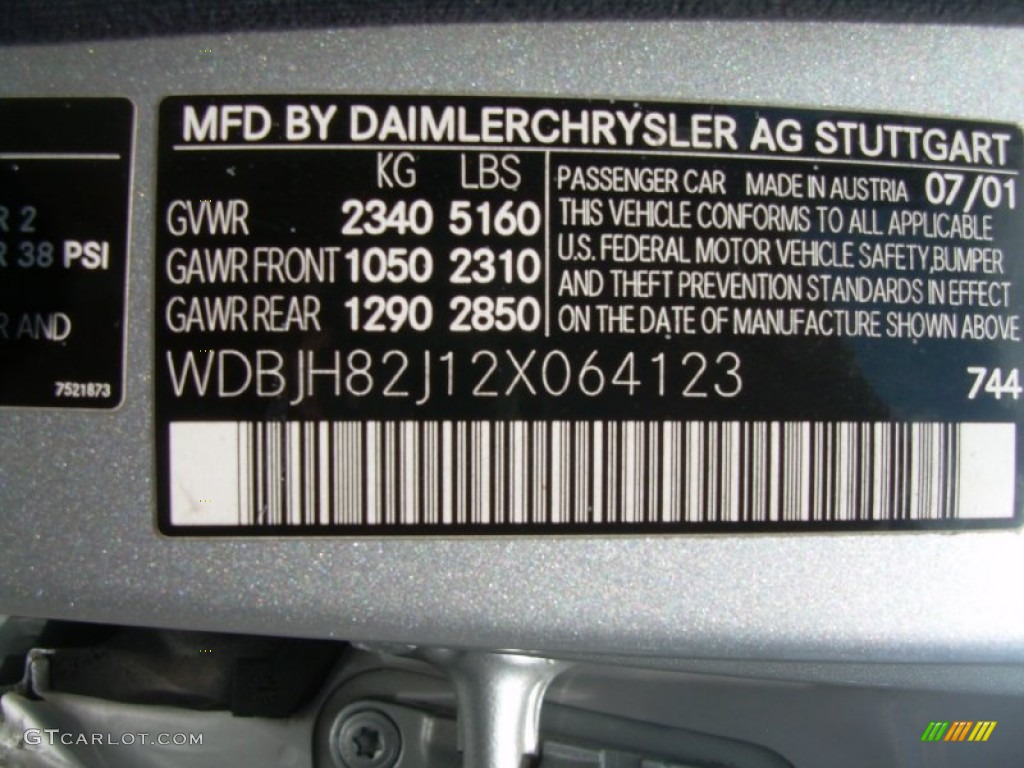 MFD BY DAIMLERCHRYSLER AG STUTTGART
KG LBS
GVWR 2340 5160
GAWR FRONT 1050 2310
GAWR REAR 1290 2850
PASSENGER CAR MADE IN AUSTRIA 07/01
THIS VEHICLE CONFORMS TO ALL APPLICABLE
U.S. FEDERAL MOTOR VEHICLE SAFETY, BUMPER
AND THEFT PREVENTION STANDARDS IN EFFECT
ON THE DATE OF MANUFACTURE SHOWN ABOVE
WDBJH82J12X064123
744
R 2
R 38 PSI
R AND
7521673
GTCARLOT.COM